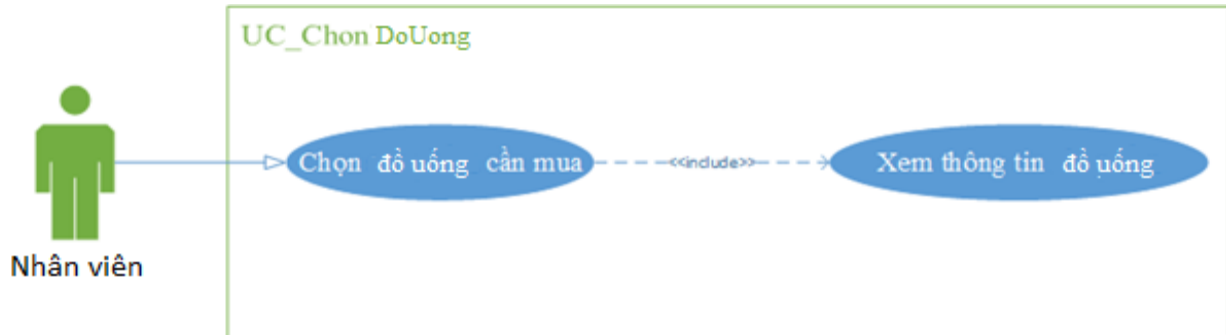 UC_Chon DoUong
Chọn đồ uống cần mua
<<include>>
Xem thông tin đồ uống
Nhân viên